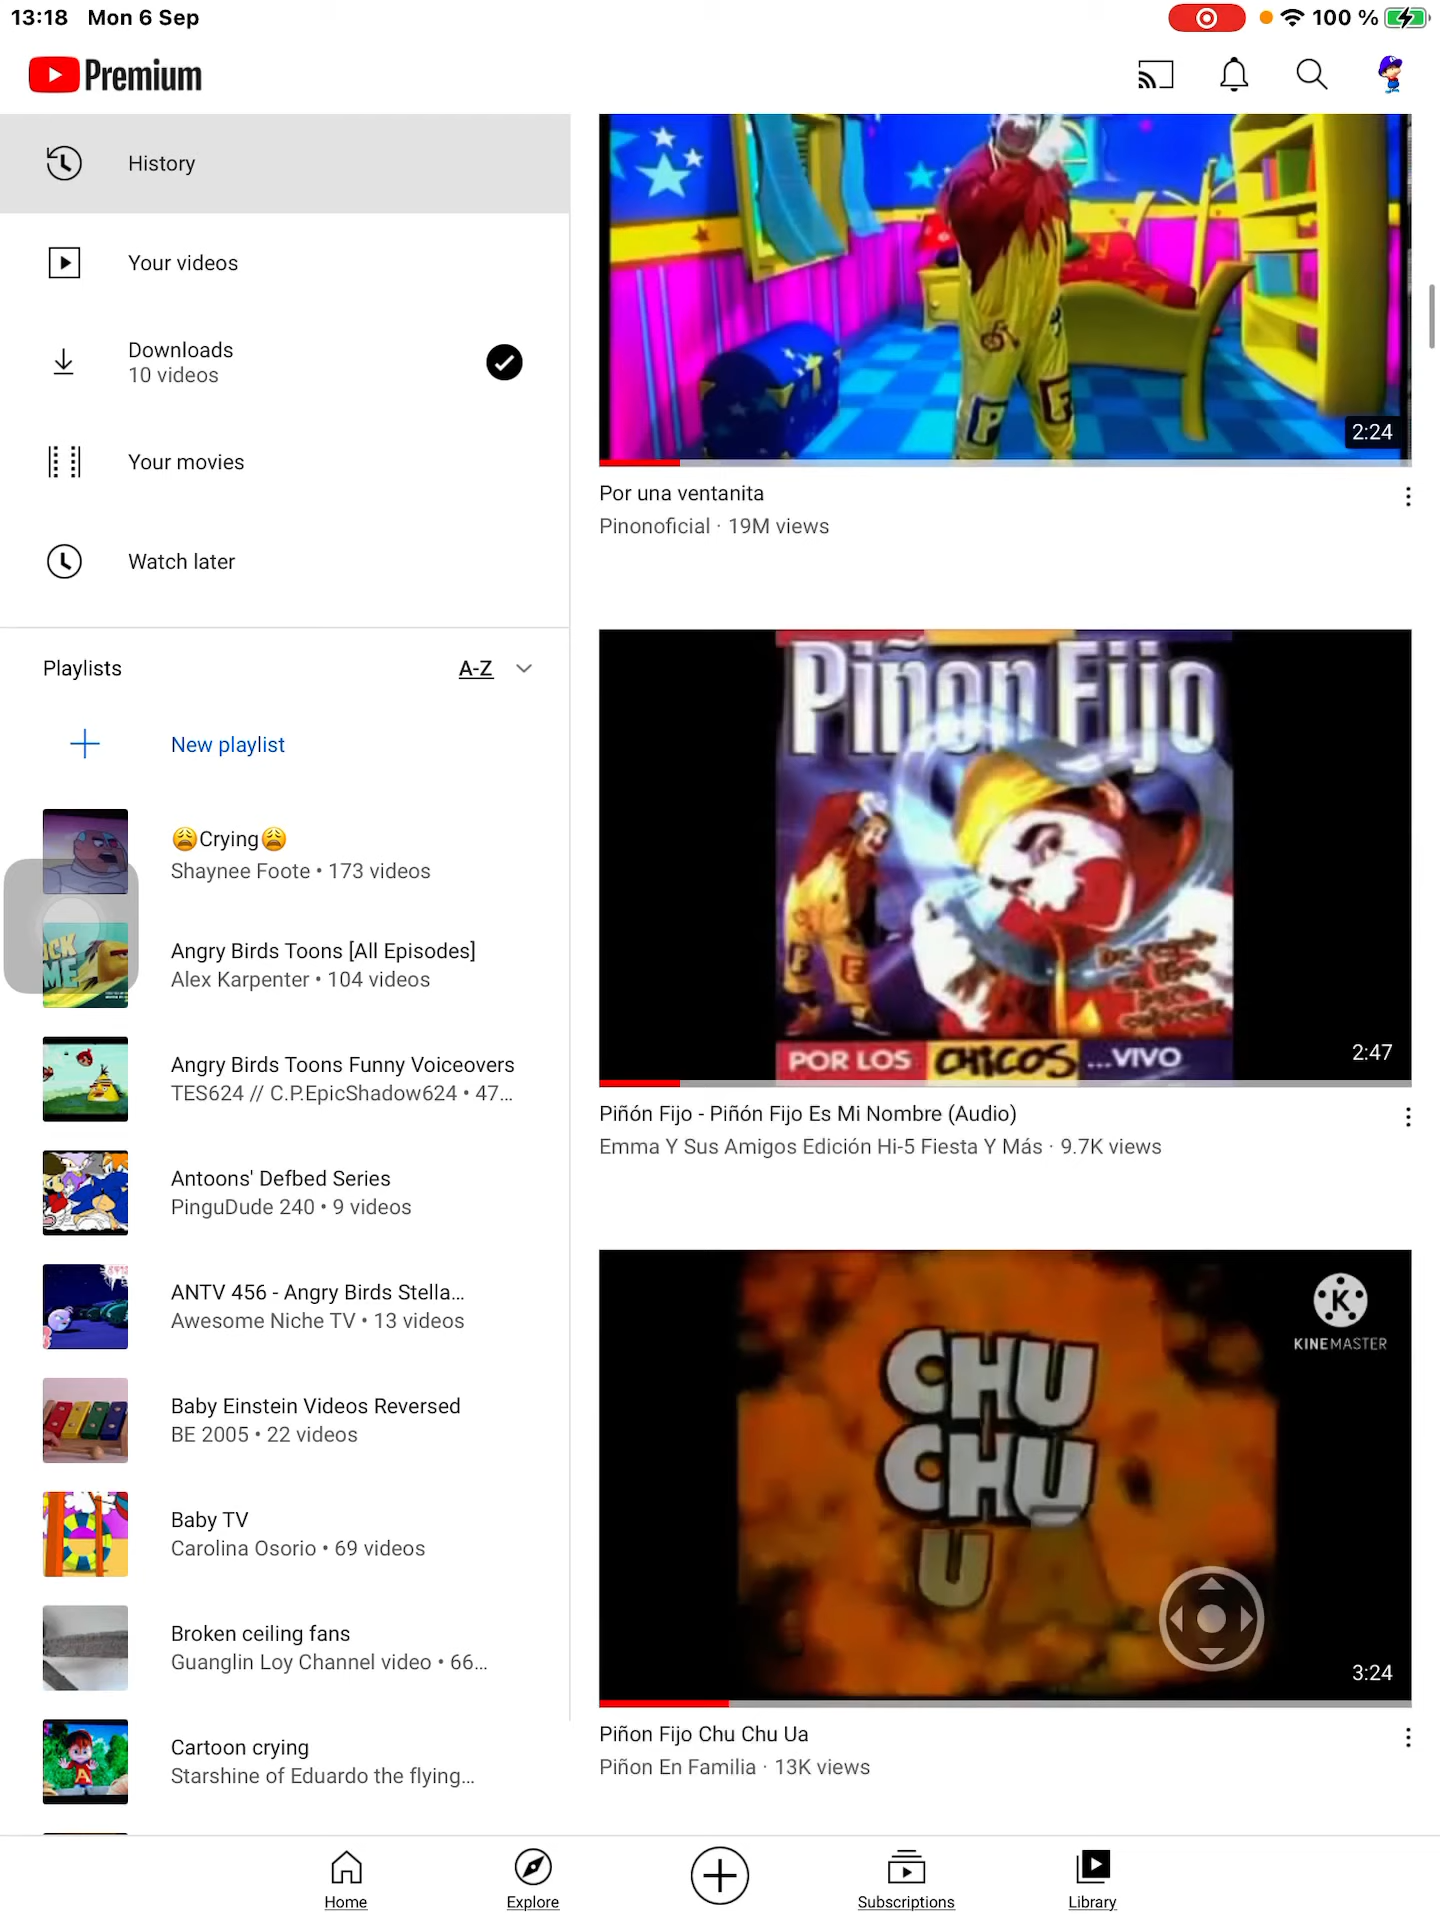 13:18 Mon 6 Sep
100 %
Premium
History
Your videos
Downloads
10 videos
Your movies
Watch later
Playlists
A-Z
New playlist
😩Crying😩
Shaynee Foote • 173 videos
Angry Birds Toons [All Episodes]
Alex Karpenter • 104 videos
Angry Birds Toons Funny Voiceovers
TES624 // C.P.EpicShadow624 • 47...
Antoons' Defbed Series
PinguDude 240 • 9 videos
ANTV 456 - Angry Birds Stella...
Awesome Niche TV • 13 videos
Baby Einstein Videos Reversed
BE 2005 • 22 videos
Baby TV
Carolina Osorio • 69 videos
Broken ceiling fans
Guanglin Loy Channel video • 66...
Cartoon crying
Starshine of Eduardo the flying...
P F
2:24
Por una ventanita
Pinonoficial · 19M views
Piñon Fijo
P F
POR LOS CHICOS ...VIVO
2:47
Piñón Fijo - Piñón Fijo Es Mi Nombre (Audio)
Emma Y Sus Amigos Edición Hi-5 Fiesta Y Más · 9.7K views
K
KINEMASTER
CHU
CHU
U
3:24
Piñon Fijo Chu Chu Ua
Piñon En Familia · 13K views
Home
Explore
Subscriptions
Library